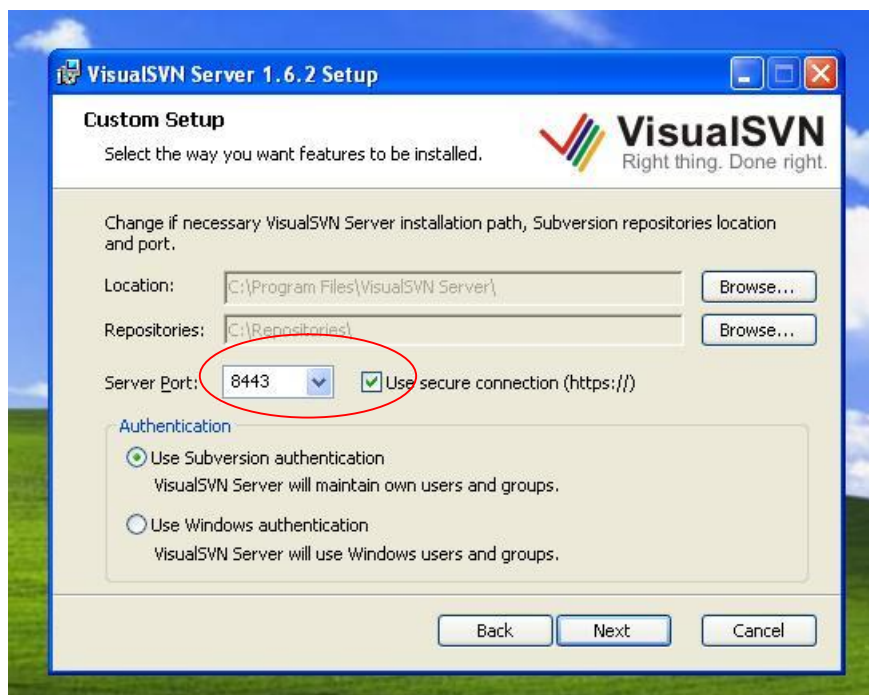 VisualSVN Server 1.6.2 Setup
Custom Setup
Select the way you want features to be installed.
VisualSVN
Right thing. Done right.
Change if necessary VisualSVN Server installation path, Subversion repositories location
and port.
Location: C:\Program Files\VisualSVN Server\ Browse...
Repositories: C:\Repositories\ Browse...
Server Port: 8443 Use secure connection (https://)
Authentication
Use Subversion authentication
VisualSVN Server will maintain own users and groups.
Use Windows authentication
VisualSVN Server will use Windows users and groups.
Back Next Cancel